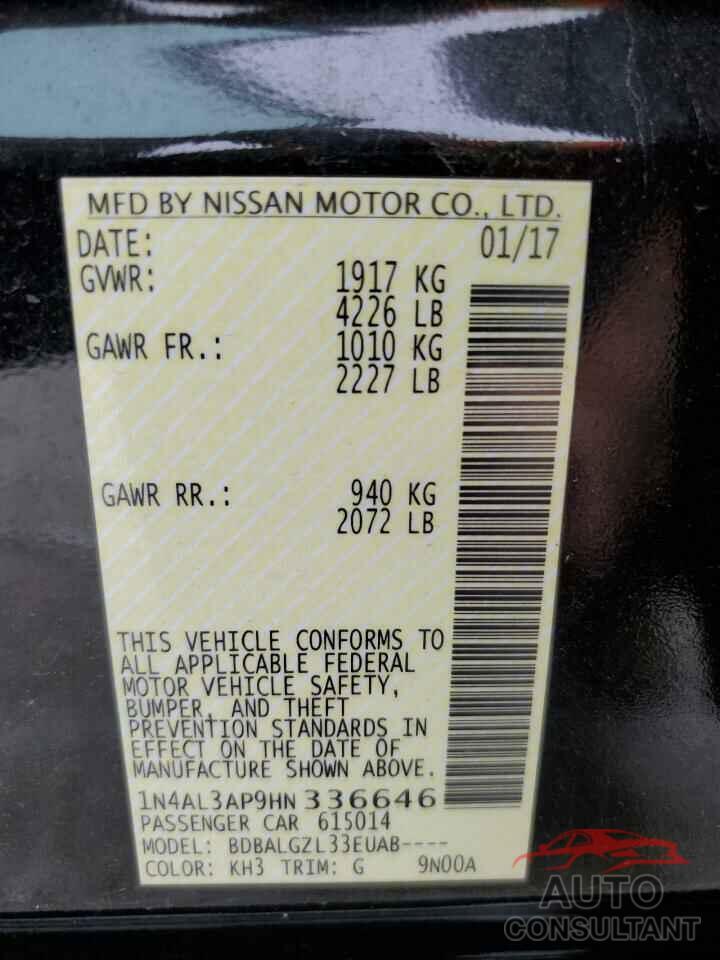 MFD BY NISSAN MOTOR CO., LTD.
DATE: 01/17
GVWR: 1917 KG
4226 LB
GAWR FR.: 1010 KG
2227 LB
GAWR RR.: 940 KG
2072 LB
THIS VEHICLE CONFORMS TO
ALL APPLICABLE FEDERAL
MOTOR VEHICLE SAFETY,
BUMPER, AND THEFT
PREVENTION STANDARDS IN
EFFECT ON THE DATE OF
MANUFACTURE SHOWN ABOVE.
1N4AL3AP9HN 336646
PASSENGER CAR 615014
MODEL: BDBALGZL33EUAB----
COLOR: KH3 TRIM: G 9N00A
AUTO
CONSULTANT